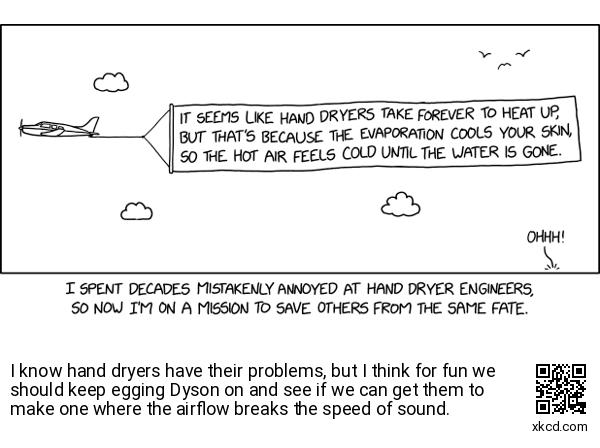 IT SEEMS LIKE HAND DRYERS TAKE FOREVER TO HEAT UP,
BUT THAT'S BECAUSE THE EVAPORATION COOLS YOUR SKIN,
SO THE HOT AIR FEELS COLD UNTIL THE WATER IS GONE.
OHHH!
I SPENT DECADES MISTAKENLY ANNOYED AT HAND DRYER ENGINEERS,
SO NOW I'M ON A MISSION TO SAVE OTHERS FROM THE SAME FATE.
I know hand dryers have their problems, but I think for fun we
should keep egging Dyson on and see if we can get them to
make one where the airflow breaks the speed of sound.
xkcd.com